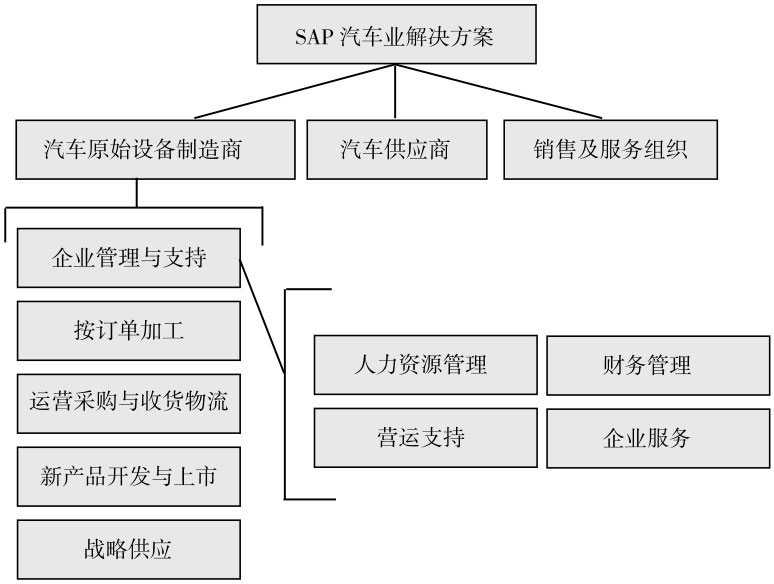 SAP 汽车业解决方案
汽车原始设备制造商
汽车供应商
销售及服务组织
企业管理与支持
按订单加工
运营采购与收货物流
新产品开发与上市
战略供应
人力资源管理
财务管理
营运支持
企业服务